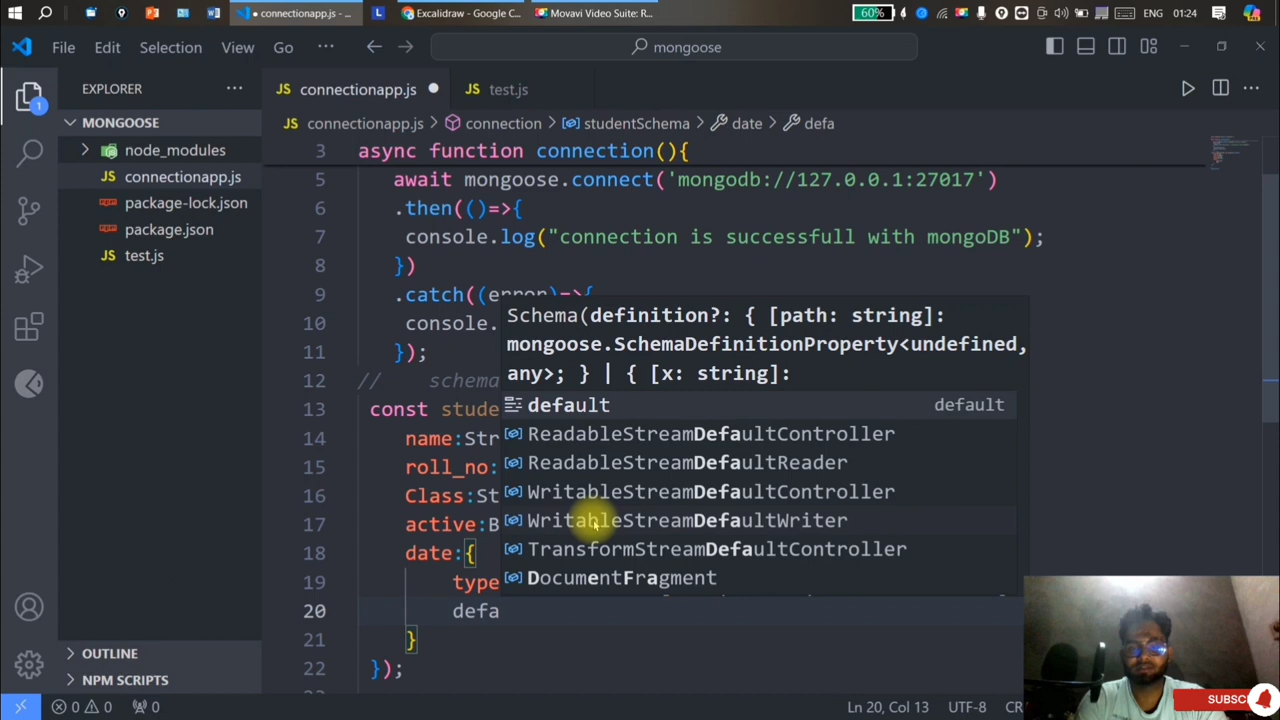 connectionapp.js - ...
Excalidraw - Google C...
Movavi Video Suite: R...
60%
ENG
01:24
File Edit Selection View Go ...
mongoose
EXPLORER
JS connectionapp.js
JS test.js
MONGOOSE
node_modules
JS connectionapp.js
package-lock.json
package.json
JS test.js
JS connectionapp.js > connection > studentSchema > date > defa
3 async function connection(){
5 await mongoose.connect('mongodb://127.0.0.1:27017')
6 .then(()=>{
7 console.log("connection is successfull with mongoDB");
8 })
9 .catch((error)=>{
10 console.
11 });
12 // schema
13 const stude
14 name:Str
15 roll_no:
16 Class:St
17 active:B
18 date:{
19 type
20 defa
21 }
22 });
Schema(definition?: { [path: string]:
mongoose.SchemaDefinitionProperty<undefined,
any>; } | { [x: string]:
default default
ReadableStreamDefaultController
ReadableStreamDefaultReader
WritableStreamDefaultController
WritableStreamDefaultWriter
TransformStreamDefaultController
DocumentFragment
OUTLINE
NPM SCRIPTS
0 0 0
Ln 20, Col 13
UTF-8
CR
SUBSC